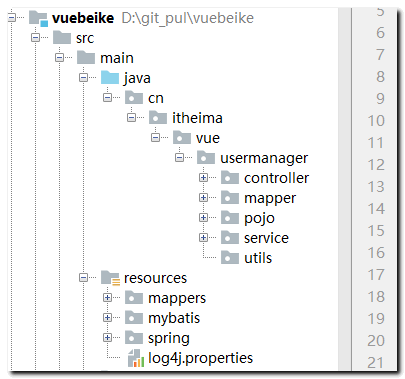 vuebeike D:\git_pul\vuebeike
src
main
java
cn
itheima
vue
usermanager
controller
mapper
pojo
service
utils
resources
mappers
mybatis
spring
log4j.properties
5
6
7
8
9
10
11
12
13
14
15
16
17
18
19
20
21